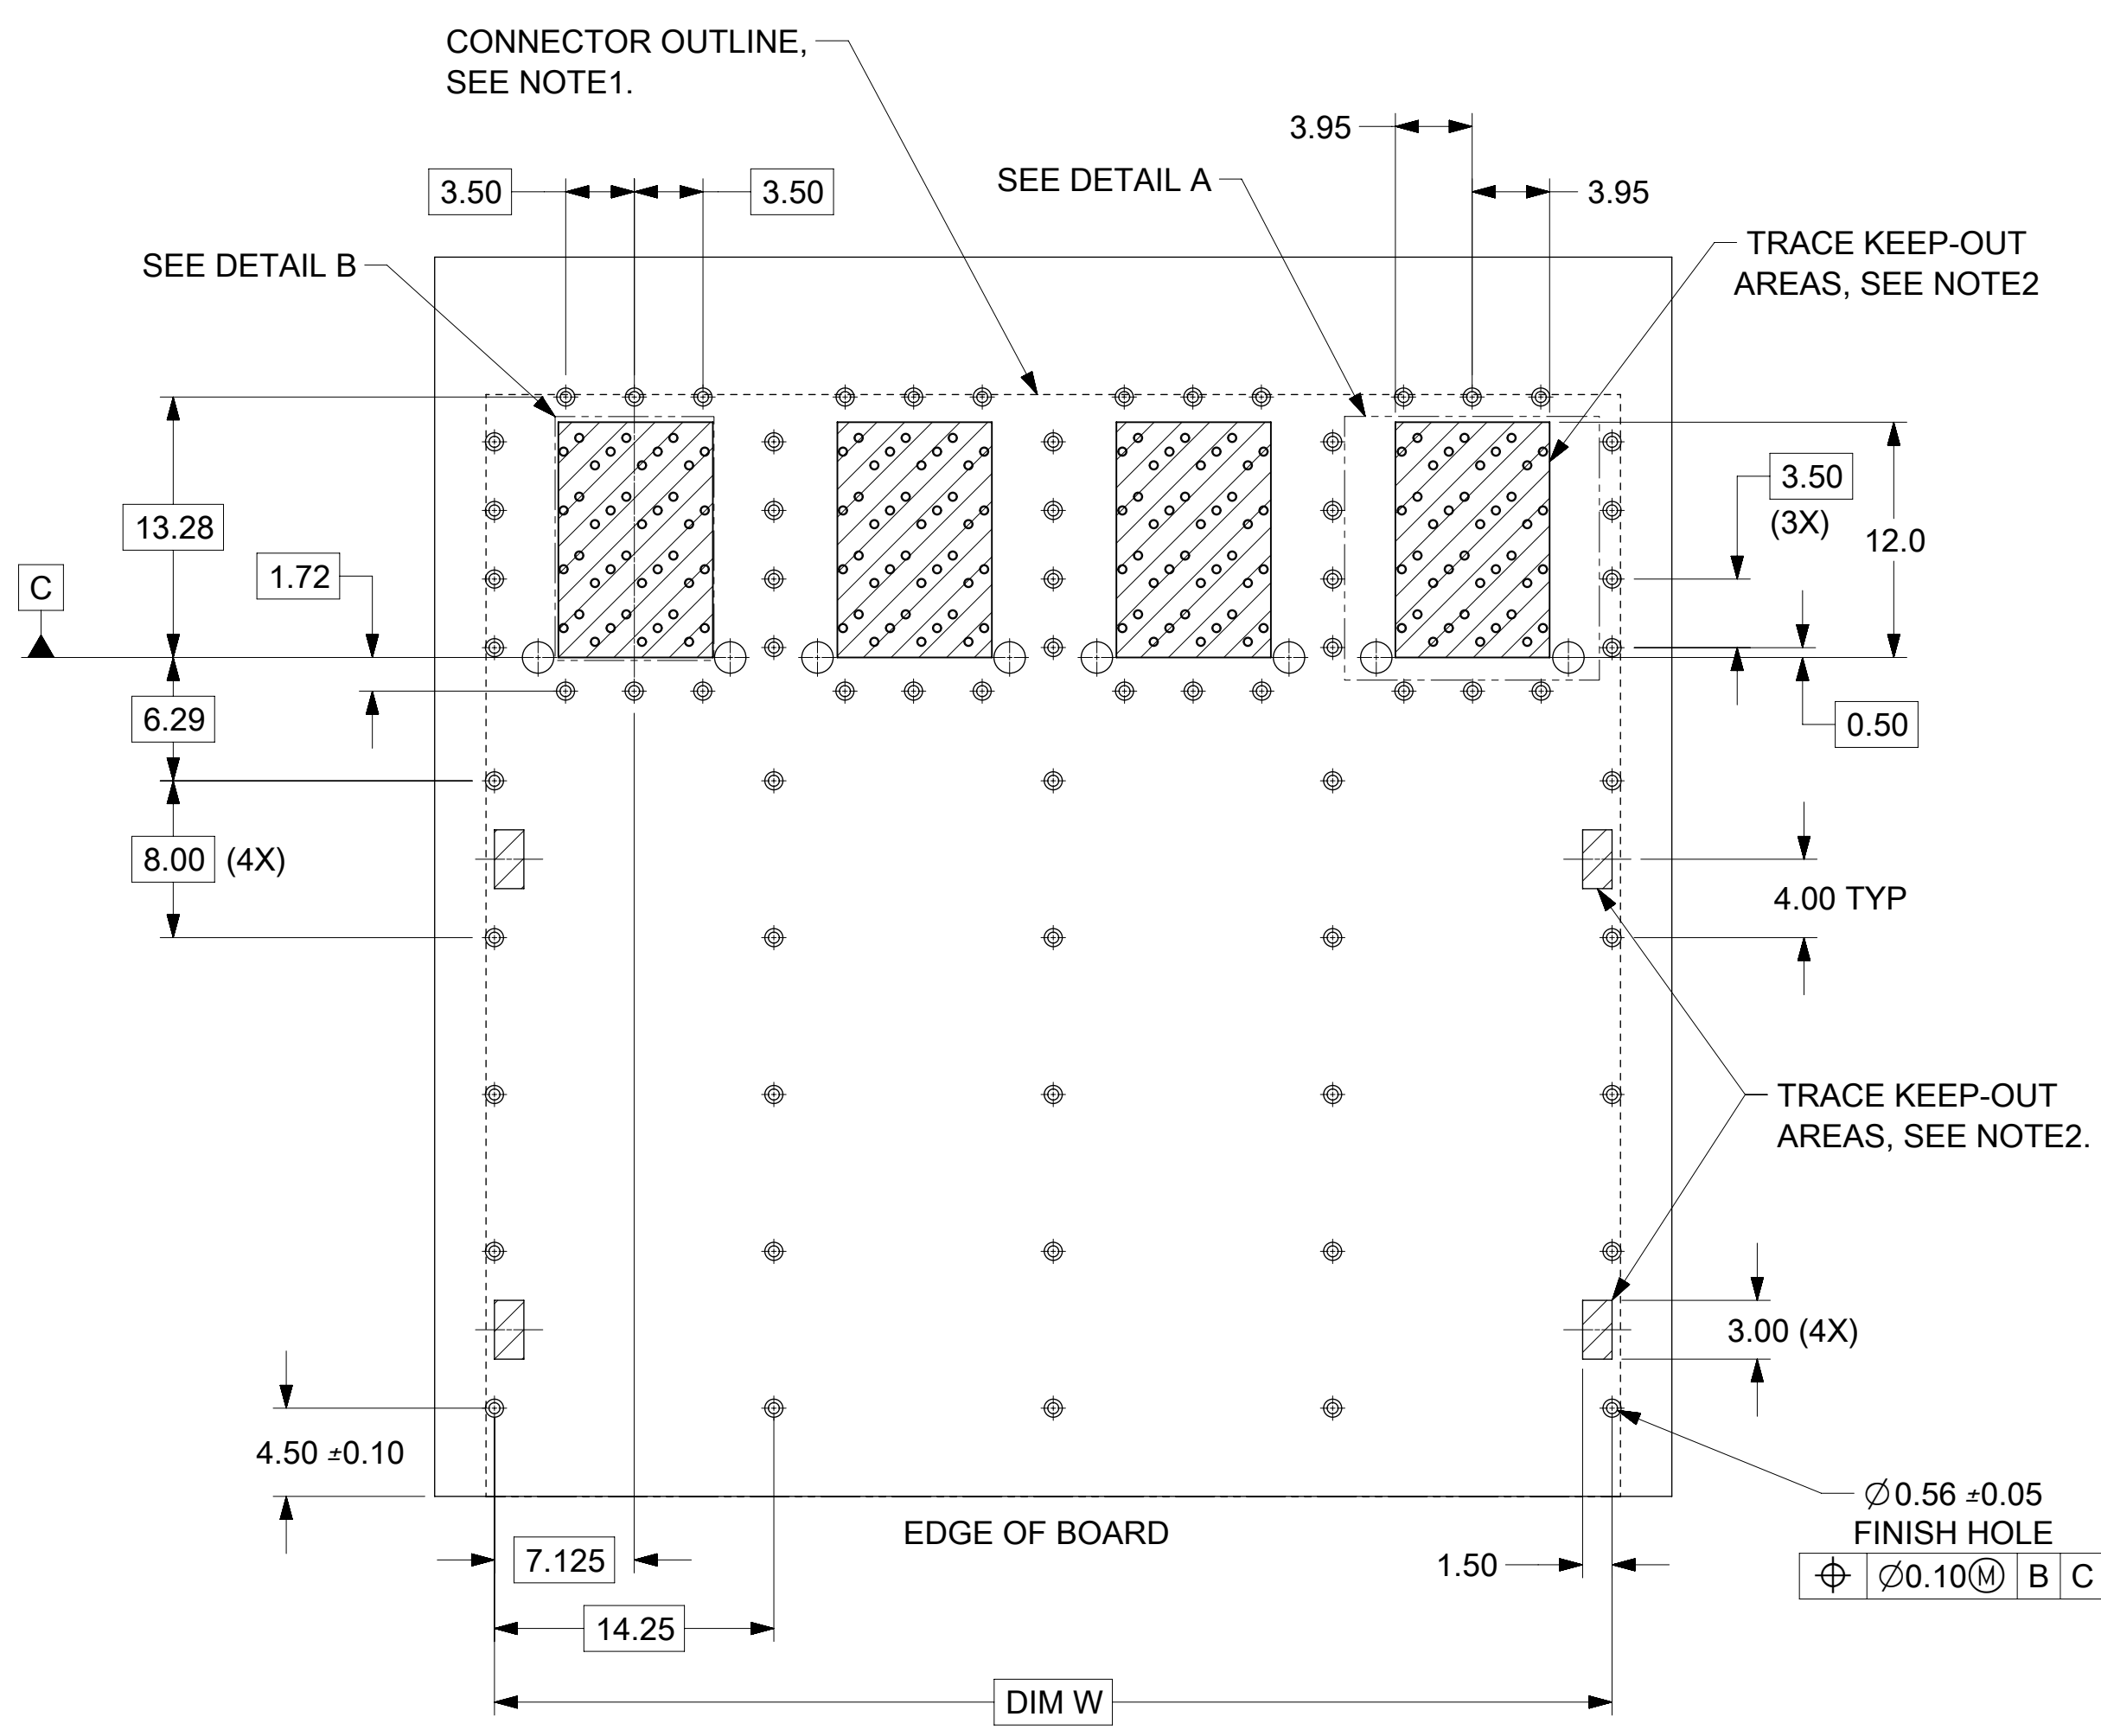 CONNECTOR OUTLINE,
SEE NOTE1.
3.95
3.50
3.50
SEE DETAIL A
3.95
SEE DETAIL B
TRACE KEEP-OUT
AREAS, SEE NOTE2
3.50
(3X)
12.0
13.28
1.72
C
6.29
0.50
8.00 (4X)
4.00 TYP
TRACE KEEP-OUT
AREAS, SEE NOTE2.
3.00 (4X)
4.50 ±0.10
EDGE OF BOARD
Ø0.56 ±0.05
FINISH HOLE
⌖ Ø0.10Ⓜ B C
7.125
1.50
14.25
DIM W